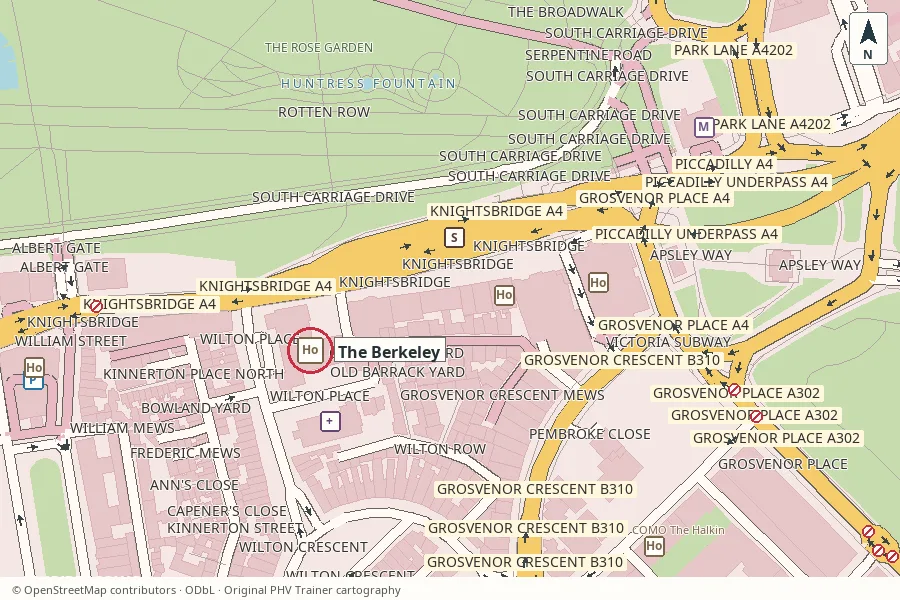 THE BROADWALK
SOUTH CARRIAGE DRIVE
THE ROSE GARDEN
PARK LANE A4202
SERPENTINE ROAD
N
SOUTH CARRIAGE DRIVE
HUNTRESS FOUNTAIN
ROTTEN ROW
SOUTH CARRIAGE DRIVE
M
PARK LANE A4202
SOUTH CARRIAGE DRIVE
SOUTH CARRIAGE DRIVE
PICCADILLY A4
SOUTH CARRIAGE DRIVE
PICCADILLY UNDERPASS A4
SOUTH CARRIAGE DRIVE
GROSVENOR PLACE A4
KNIGHTSBRIDGE A4
S
PICCADILLY UNDERPASS A4
ALBERT GATE
KNIGHTSBRIDGE
APSLEY WAY
ALBERT GATE
KNIGHTSBRIDGE
APSLEY WAY
KNIGHTSBRIDGE A4
KNIGHTSBRIDGE
Ho
Ho
KNIGHTSBRIDGE A4
KNIGHTSBRIDGE
GROSVENOR PLACE A4
WILLIAM STREET
WILTON PLACE
VICTORIA SUBWAY
Ho
The Berkeley
RD
GROSVENOR CRESCENT B310
Ho
P
KINNERTON PLACE NORTH
OLD BARRACK YARD
WILTON PLACE
GROSVENOR CRESCENT MEWS
GROSVENOR PLACE A302
BOWLAND YARD
GROSVENOR PLACE A302
+
WILLIAM MEWS
PEMBROKE CLOSE
GROSVENOR PLACE A302
FREDERIC MEWS
WILTON ROW
GROSVENOR PLACE
ANN'S CLOSE
GROSVENOR CRESCENT B310
CAPENER'S CLOSE
KINNERTON STREET
GROSVENOR CRESCENT B310
COMO The Halkin
WILTON CRESCENT
Ho
GROSVENOR CRESCENT B310
WILTON CRESCENT
© OpenStreetMap contributors · ODbL · Original PHV Trainer cartography